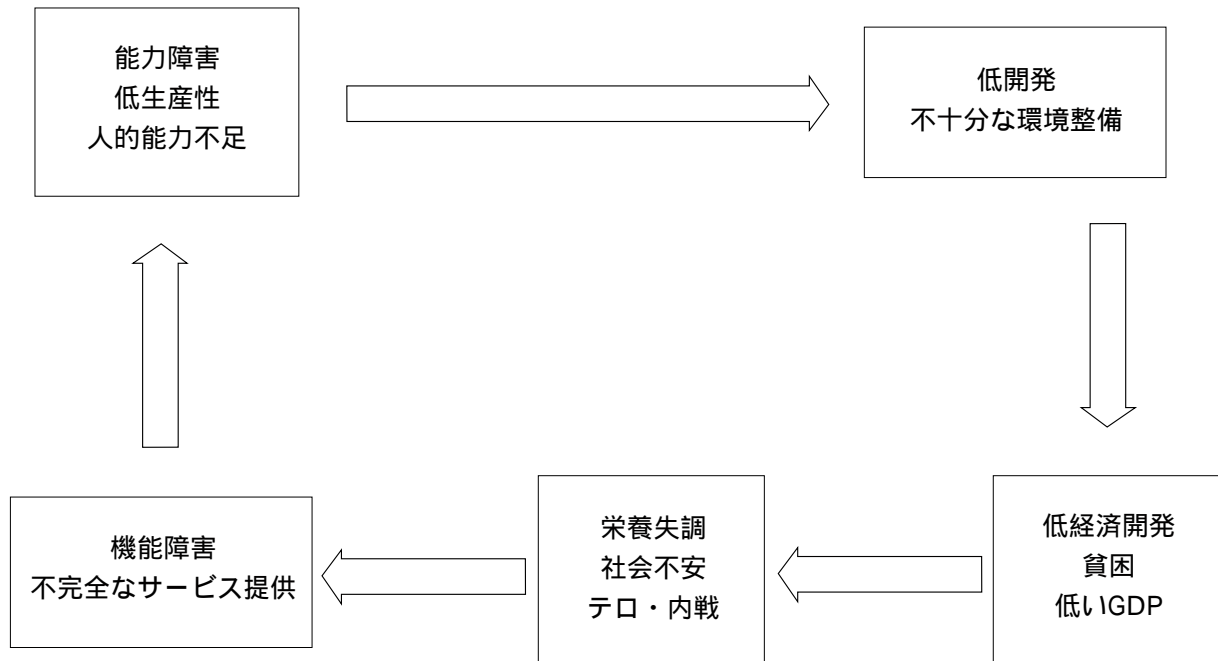 能力障害
低生産性
人的能力不足
低開発
不十分な環境整備
機能障害
不完全なサービス提供
栄養失調
社会不安
テロ・内戦
低経済開発
貧困
低いGDP